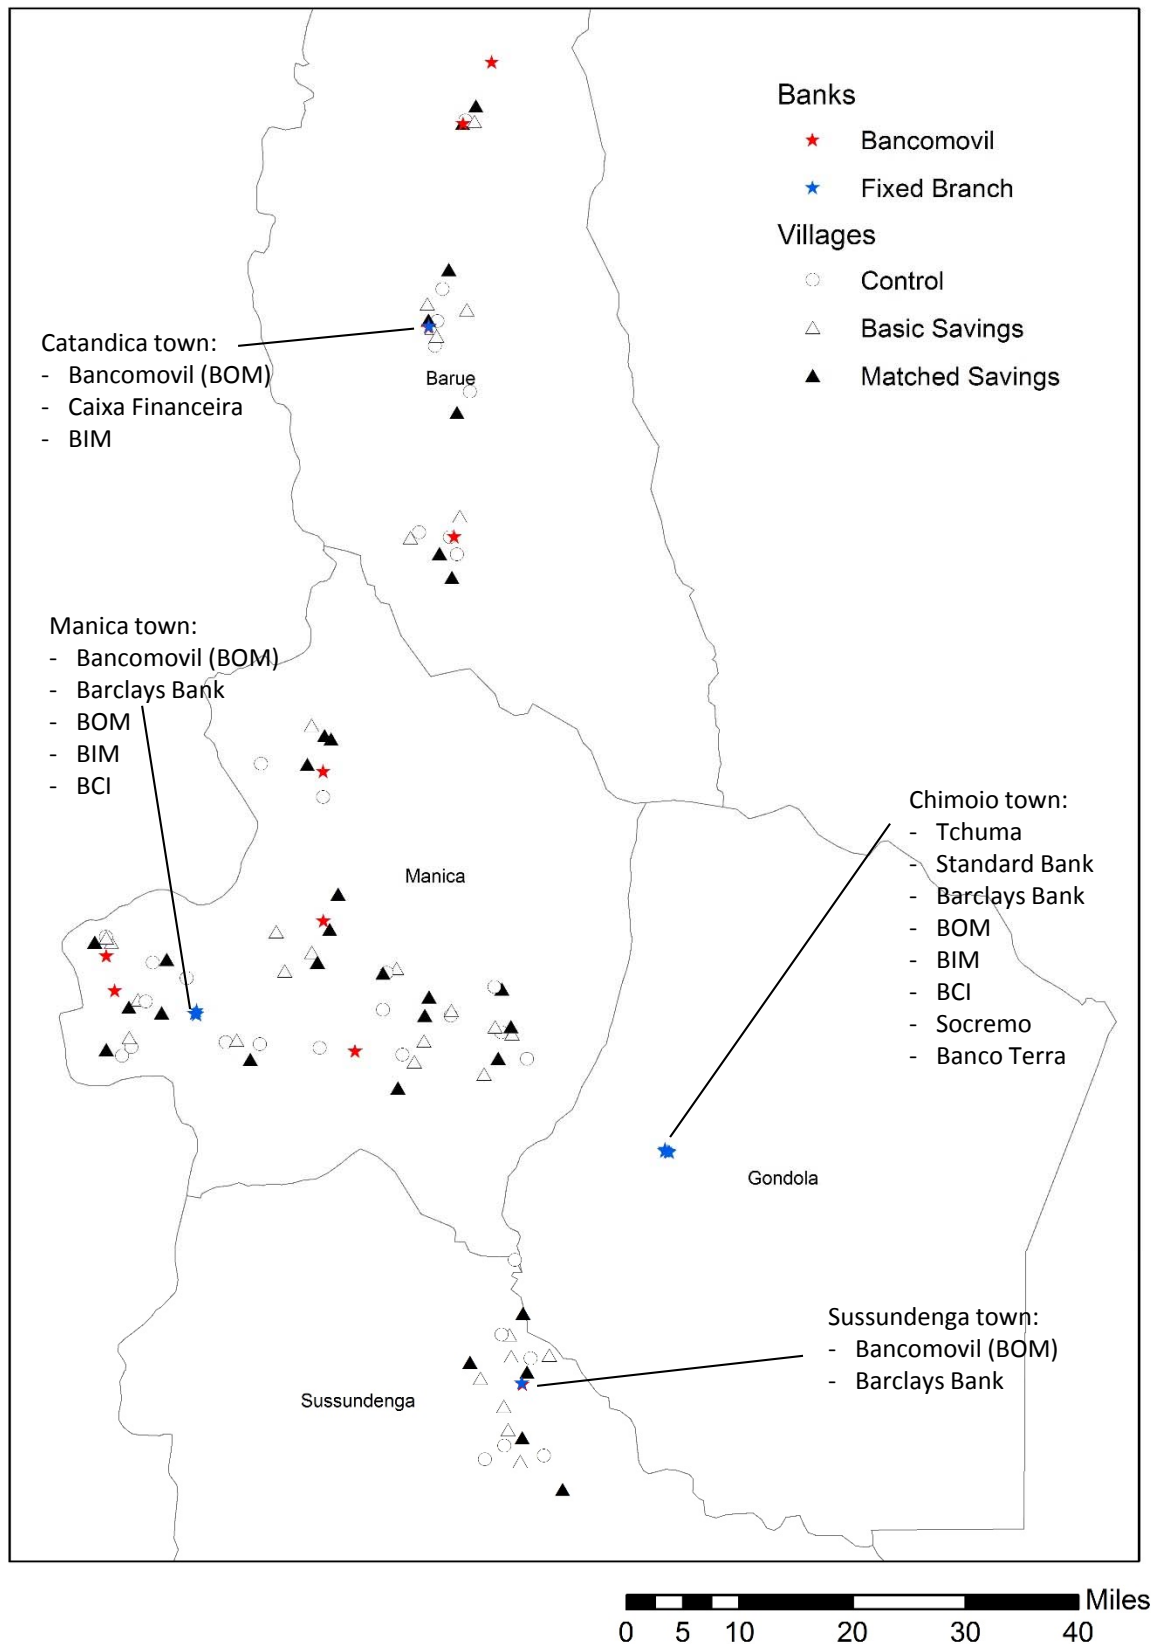 Banks
Bancomovil
Fixed Branch
Villages
Control
Basic Savings
Matched Savings
Catandica town:
- Bancomovil (BOM)
- Caixa Financeira
- BIM
Barue
Manica town:
- Bancomovil (BOM)
- Barclays Bank
- BOM
- BIM
- BCI
Manica
Chimoio town:
- Tchuma
- Standard Bank
- Barclays Bank
- BOM
- BIM
- BCI
- Socremo
- Banco Terra
Gondola
Sussundenga town:
- Bancomovil (BOM)
- Barclays Bank
Sussundenga
Miles
0 5 10 20 30 40